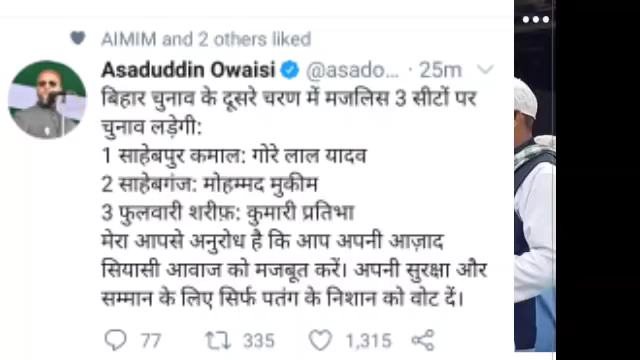 AIMIM and 2 others liked
Asaduddin Owaisi @asado... · 25m
बिहार चुनाव के दूसरे चरण में मजलिस 3 सीटों पर
चुनाव लड़ेगी:
1 साहेबपुर कमाल: गोरे लाल यादव
2 साहेबगंज: मोहम्मद मुकीम
3 फुलवारी शरीफ़: कुमारी प्रतिभा
मेरा आपसे अनुरोध है कि आप अपनी आज़ाद
सियासी आवाज को मजबूत करें। अपनी सुरक्षा और
सम्मान के लिए सिर्फ पतंग के निशान को वोट दें।
77 335 1,315